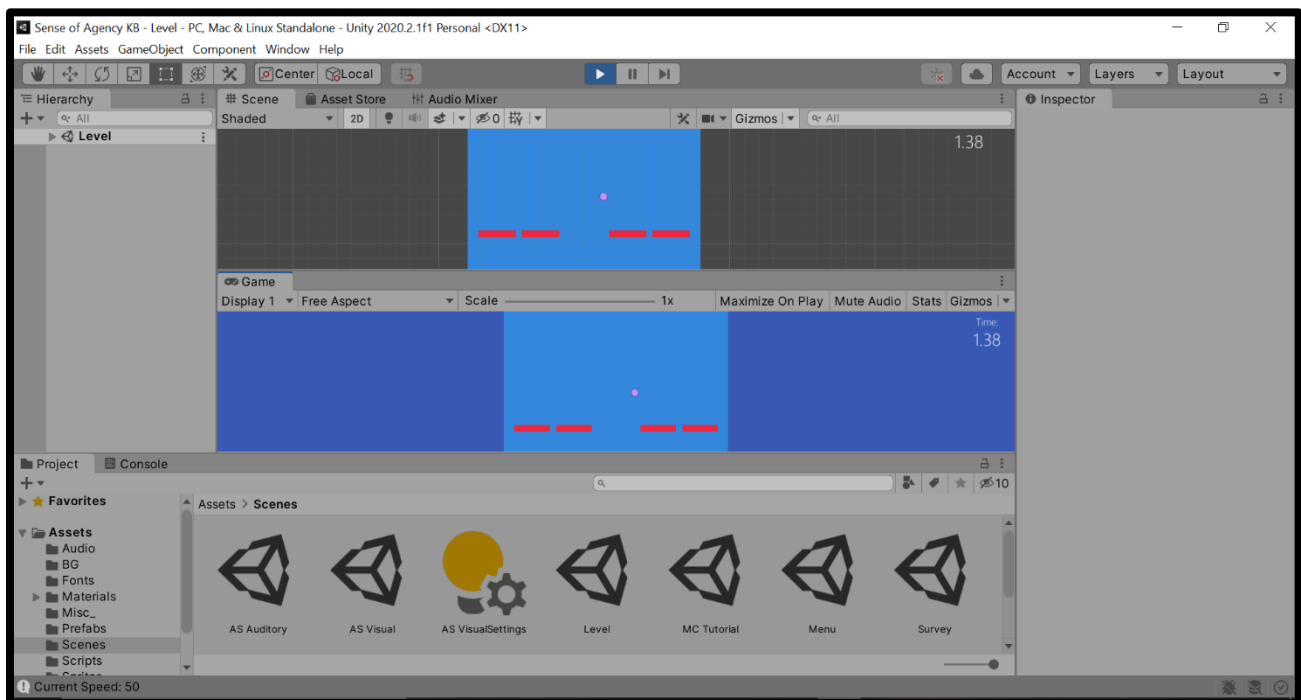 Sense of Agency KB - Level - PC, Mac & Linux Standalone - Unity 2020.2.1f1 Personal <DX11>
File Edit Assets GameObject Component Window Help
Center Local Account Layers Layout
Hierarchy
All
Level
Scene Asset Store Audio Mixer
Shaded 2D 0 Gizmos All
1.38
Game
Display 1 Free Aspect Scale 1x Maximize On Play Mute Audio Stats Gizmos
Time:
1.38
Inspector
Project Console
10
Favorites
Assets
Audio
BG
Fonts
Materials
Misc_
Prefabs
Scenes
Scripts
Assets > Scenes
AS Auditory AS Visual AS VisualSettings Level MC Tutorial Menu Survey
Current Speed: 50